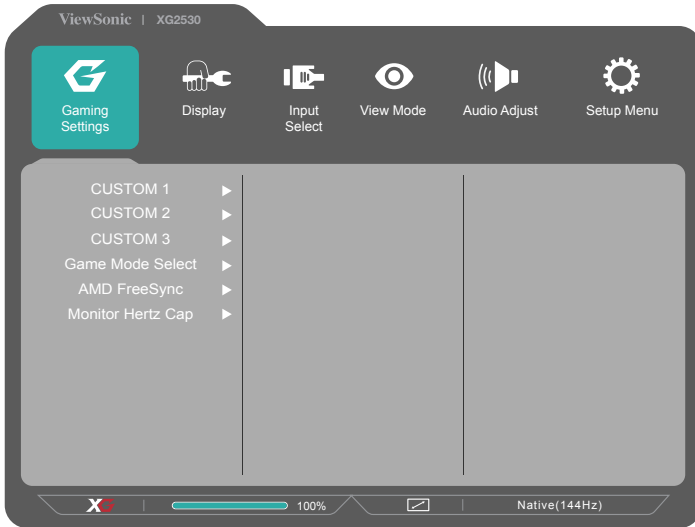 ViewSonic | XG2530
Gaming
Settings
Display
Input
Select
View Mode
Audio Adjust
Setup Menu
CUSTOM 1
CUSTOM 2
CUSTOM 3
Game Mode Select
AMD FreeSync
Monitor Hertz Cap
XG | 100% | Native(144Hz)